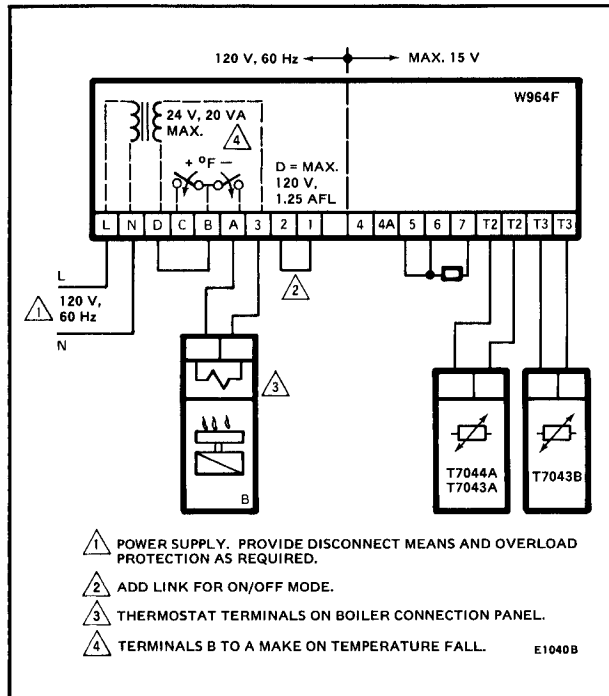 120 V, 60 Hz
MAX. 15 V
W964F
24 V, 20 VA
MAX.
4
+ ºF −
D = MAX.
120 V,
1.25 AFL
L N D C B A 3 2 1 4 4A 5 6 7 T2 T2 T3 T3
L
1
120 V,
60 Hz
N
2
3
B
T7044A
T7043A
T7043B
1 POWER SUPPLY. PROVIDE DISCONNECT MEANS AND OVERLOAD
PROTECTION AS REQUIRED.
2 ADD LINK FOR ON/OFF MODE.
3 THERMOSTAT TERMINALS ON BOILER CONNECTION PANEL.
4 TERMINALS B TO A MAKE ON TEMPERATURE FALL.
E1040B